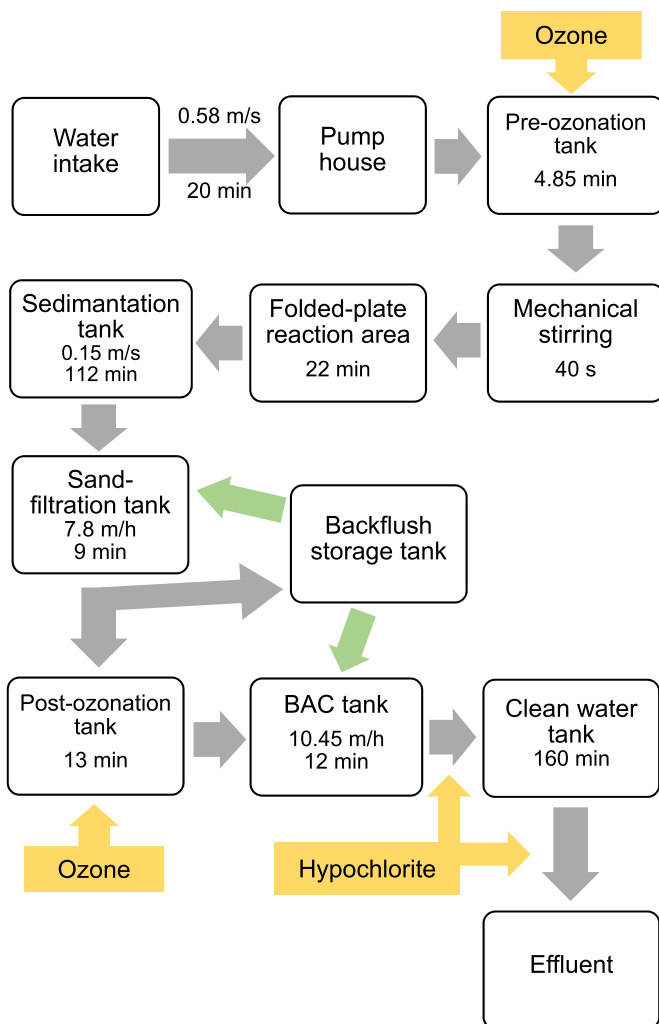 Ozone
Water
intake
0.58 m/s
20 min
Pump
house
Pre-ozonation
tank
4.85 min
Sedimantation
tank
0.15 m/s
112 min
Folded-plate
reaction area
22 min
Mechanical
stirring
40 s
Sand-
filtration tank
7.8 m/h
9 min
Backflush
storage tank
Post-ozonation
tank
13 min
BAC tank
10.45 m/h
12 min
Clean water
tank
160 min
Ozone
Hypochlorite
Effluent